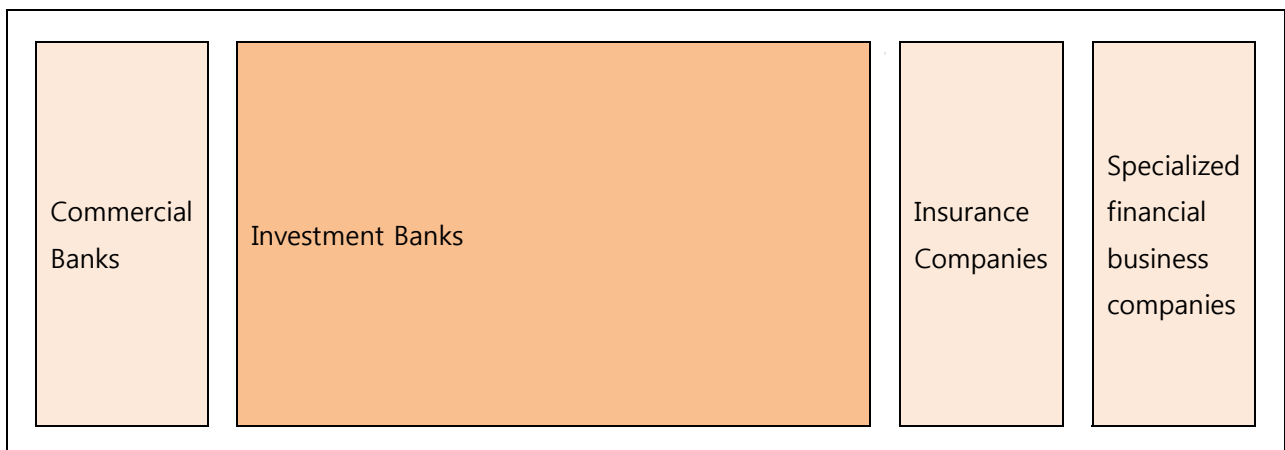 Commercial
Banks
Investment Banks
Insurance
Companies
Specialized
financial
business
companies